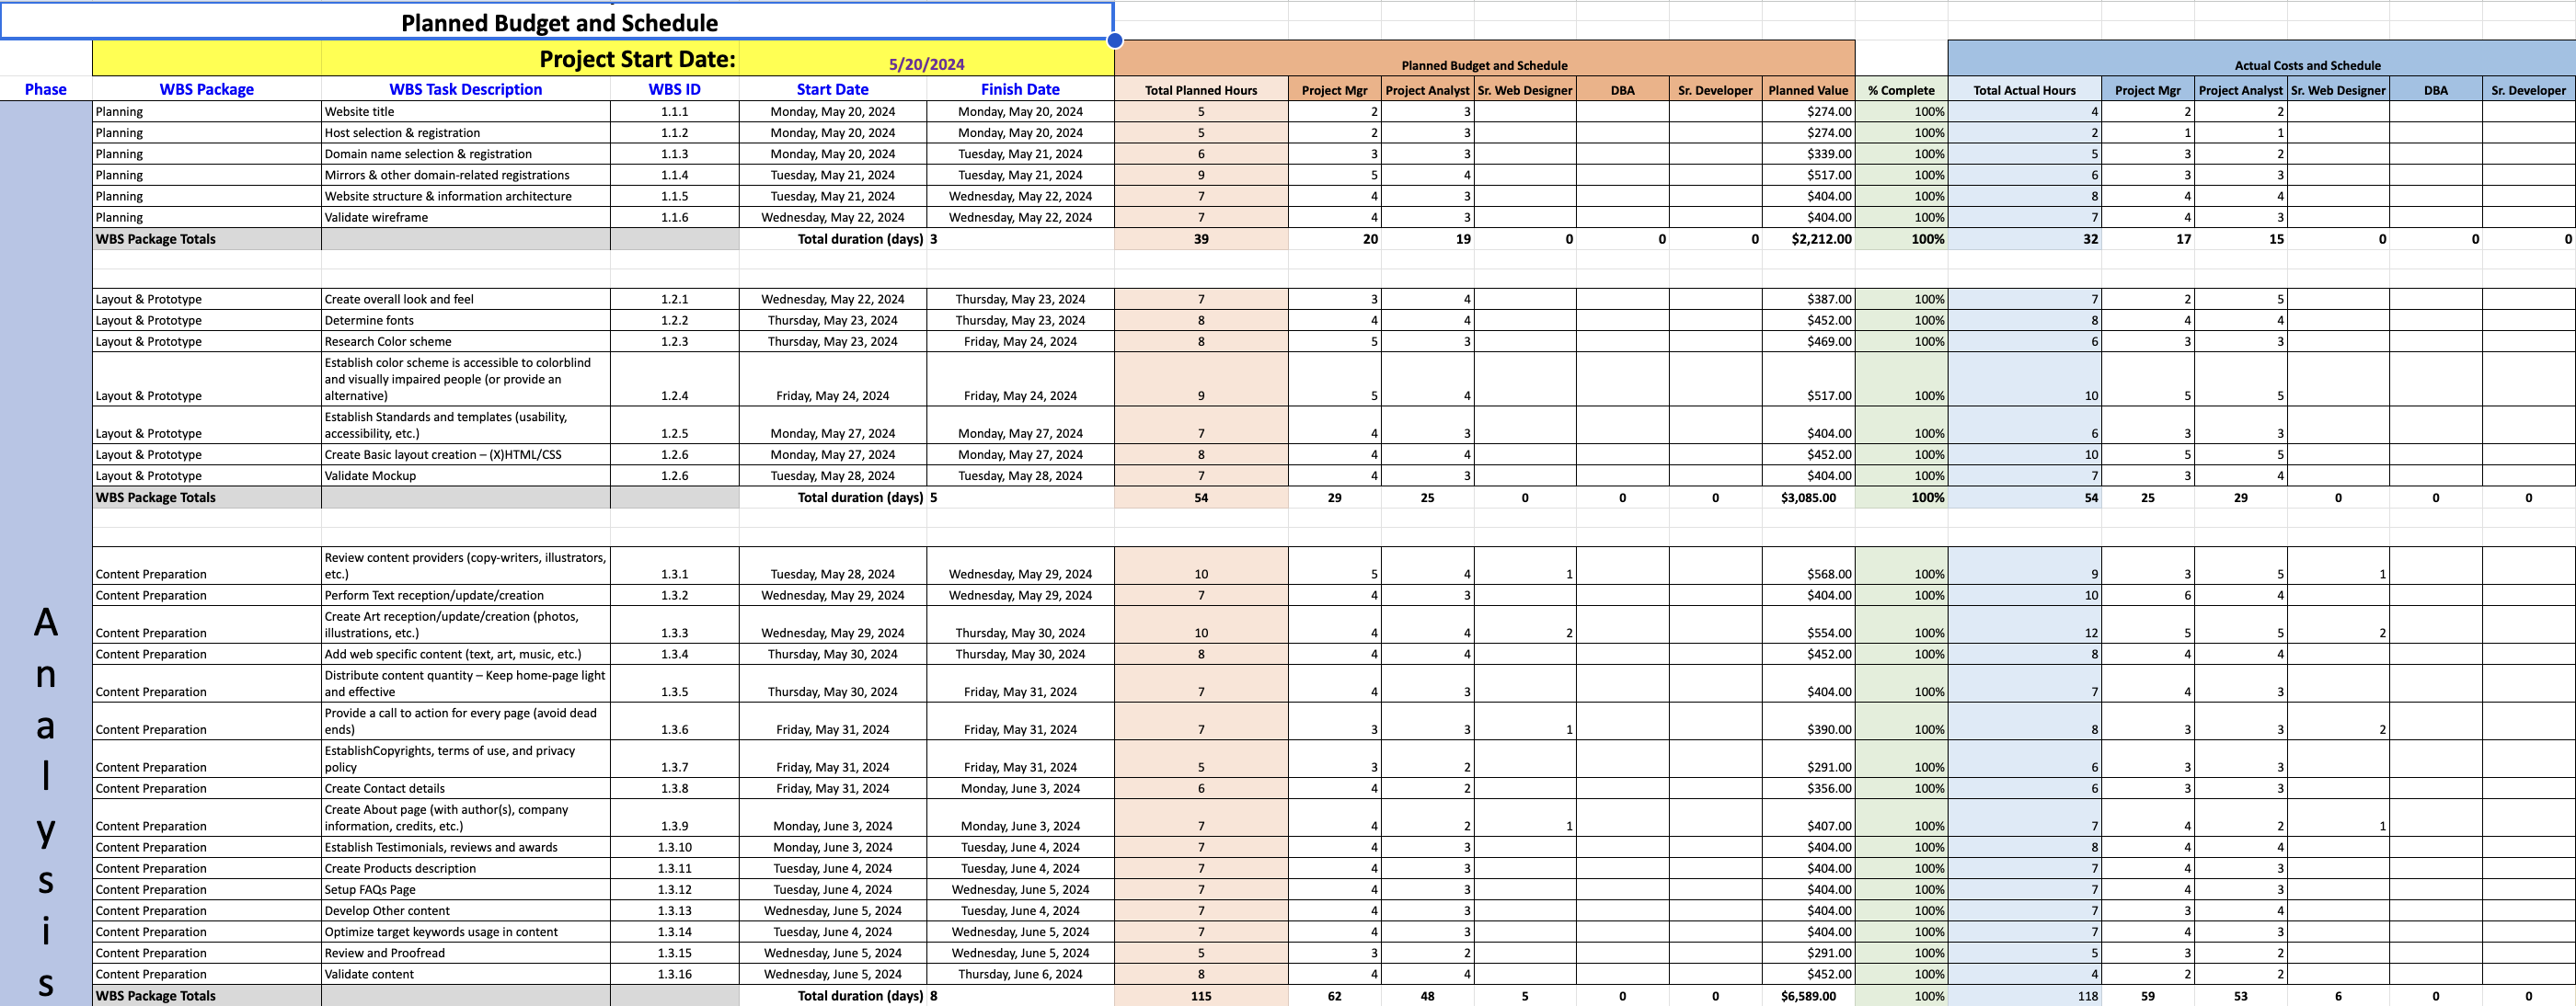 Planned Budget and Schedule
Project Start Date: 5/20/2024 Planned Budget and Schedule Actual Costs and Schedule
Phase WBS Package WBS Task Description WBS ID Start Date Finish Date Total Planned Hours Project Mgr Project Analyst Sr. Web Designer DBA Sr. Developer Planned Value % Complete Total Actual Hours Project Mgr Project Analyst Sr. Web Designer DBA Sr. Developer
Planning Website title 1.1.1 Monday, May 20, 2024 Monday, May 20, 2024 5 2 3 $274.00 100% 4 2 2
Planning Host selection & registration 1.1.2 Monday, May 20, 2024 Monday, May 20, 2024 5 2 3 $274.00 100% 2 1 1
Planning Domain name selection & registration 1.1.3 Monday, May 20, 2024 Tuesday, May 21, 2024 6 3 3 $339.00 100% 5 3 2
Planning Mirrors & other domain-related registrations 1.1.4 Tuesday, May 21, 2024 Tuesday, May 21, 2024 9 5 4 $517.00 100% 6 3 3
Planning Website structure & information architecture 1.1.5 Tuesday, May 21, 2024 Wednesday, May 22, 2024 7 4 3 $404.00 100% 8 4 4
Planning Validate wireframe 1.1.6 Wednesday, May 22, 2024 Wednesday, May 22, 2024 7 4 3 $404.00 100% 7 4 3
WBS Package Totals Total duration (days) 3 39 20 19 0 0 0 $2,212.00 100% 32 17 15 0 0 0
Layout & Prototype Create overall look and feel 1.2.1 Wednesday, May 22, 2024 Thursday, May 23, 2024 7 3 4 $387.00 100% 7 2 5
Layout & Prototype Determine fonts 1.2.2 Thursday, May 23, 2024 Thursday, May 23, 2024 8 4 4 $452.00 100% 8 4 4
Layout & Prototype Research Color scheme 1.2.3 Thursday, May 23, 2024 Friday, May 24, 2024 8 5 3 $469.00 100% 6 3 3
Establish color scheme is accessible to colorblind
and visually impaired people (or provide an
Layout & Prototype alternative) 1.2.4 Friday, May 24, 2024 Friday, May 24, 2024 9 5 4 $517.00 100% 10 5 5
Establish Standards and templates (usability,
Layout & Prototype accessibility, etc.) 1.2.5 Monday, May 27, 2024 Monday, May 27, 2024 7 4 3 $404.00 100% 6 3 3
Layout & Prototype Create Basic layout creation – (X)HTML/CSS 1.2.6 Monday, May 27, 2024 Monday, May 27, 2024 8 4 4 $452.00 100% 10 5 5
Layout & Prototype Validate Mockup 1.2.6 Tuesday, May 28, 2024 Tuesday, May 28, 2024 7 4 3 $404.00 100% 7 3 4
WBS Package Totals Total duration (days) 5 54 29 25 0 0 0 $3,085.00 100% 54 25 29 0 0 0
Review content providers (copy-writers, illustrators,
Content Preparation etc.) 1.3.1 Tuesday, May 28, 2024 Wednesday, May 29, 2024 10 5 4 1 $568.00 100% 9 3 5 1
Content Preparation Perform Text reception/update/creation 1.3.2 Wednesday, May 29, 2024 Wednesday, May 29, 2024 7 4 3 $404.00 100% 10 6 4
Create Art reception/update/creation (photos,
Content Preparation illustrations, etc.) 1.3.3 Wednesday, May 29, 2024 Thursday, May 30, 2024 10 4 4 2 $554.00 100% 12 5 5 2
Content Preparation Add web specific content (text, art, music, etc.) 1.3.4 Thursday, May 30, 2024 Thursday, May 30, 2024 8 4 4 $452.00 100% 8 4 4
Distribute content quantity – Keep home-page light
Content Preparation and effective 1.3.5 Thursday, May 30, 2024 Friday, May 31, 2024 7 4 3 $404.00 100% 7 4 3
Provide a call to action for every page (avoid dead
Content Preparation ends) 1.3.6 Friday, May 31, 2024 Friday, May 31, 2024 7 3 3 1 $390.00 100% 8 3 3 2
EstablishCopyrights, terms of use, and privacy
Content Preparation policy 1.3.7 Friday, May 31, 2024 Friday, May 31, 2024 5 3 2 $291.00 100% 6 3 3
Content Preparation Create Contact details 1.3.8 Friday, May 31, 2024 Monday, June 3, 2024 6 4 2 $356.00 100% 6 3 3
Create About page (with author(s), company
Content Preparation information, credits, etc.) 1.3.9 Monday, June 3, 2024 Monday, June 3, 2024 7 4 2 1 $407.00 100% 7 4 2 1
Content Preparation Establish Testimonials, reviews and awards 1.3.10 Monday, June 3, 2024 Tuesday, June 4, 2024 7 4 3 $404.00 100% 8 4 4
Content Preparation Create Products description 1.3.11 Tuesday, June 4, 2024 Tuesday, June 4, 2024 7 4 3 $404.00 100% 7 4 3
Content Preparation Setup FAQs Page 1.3.12 Tuesday, June 4, 2024 Wednesday, June 5, 2024 7 4 3 $404.00 100% 7 4 3
Content Preparation Develop Other content 1.3.13 Wednesday, June 5, 2024 Tuesday, June 4, 2024 7 4 3 $404.00 100% 7 3 4
Content Preparation Optimize target keywords usage in content 1.3.14 Tuesday, June 4, 2024 Wednesday, June 5, 2024 7 4 3 $404.00 100% 7 4 3
Content Preparation Review and Proofread 1.3.15 Wednesday, June 5, 2024 Wednesday, June 5, 2024 5 3 2 $291.00 100% 5 3 2
Content Preparation Validate content 1.3.16 Wednesday, June 5, 2024 Thursday, June 6, 2024 8 4 4 $452.00 100% 4 2 2
WBS Package Totals Total duration (days) 8 115 62 48 5 0 0 $6,589.00 100% 118 59 53 6 0 0
A
n
a
l
y
s
i
s